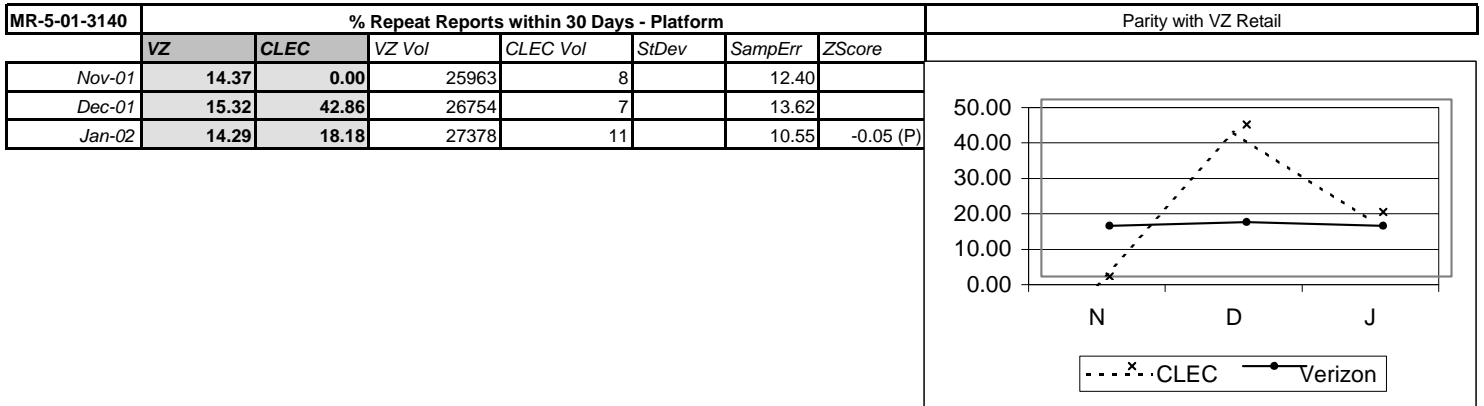 MR-5-01-3140 % Repeat Reports within 30 Days - Platform Parity with VZ Retail
VZ CLEC VZ Vol CLEC Vol StDev SampErr ZScore
Nov-01 14.37 0.00 25963 8 12.40
Dec-01 15.32 42.86 26754 7 13.62
Jan-02 14.29 18.18 27378 11 10.55 -0.05 (P)
50.00
40.00
30.00
20.00
10.00
0.00
N D J
CLEC Verizon